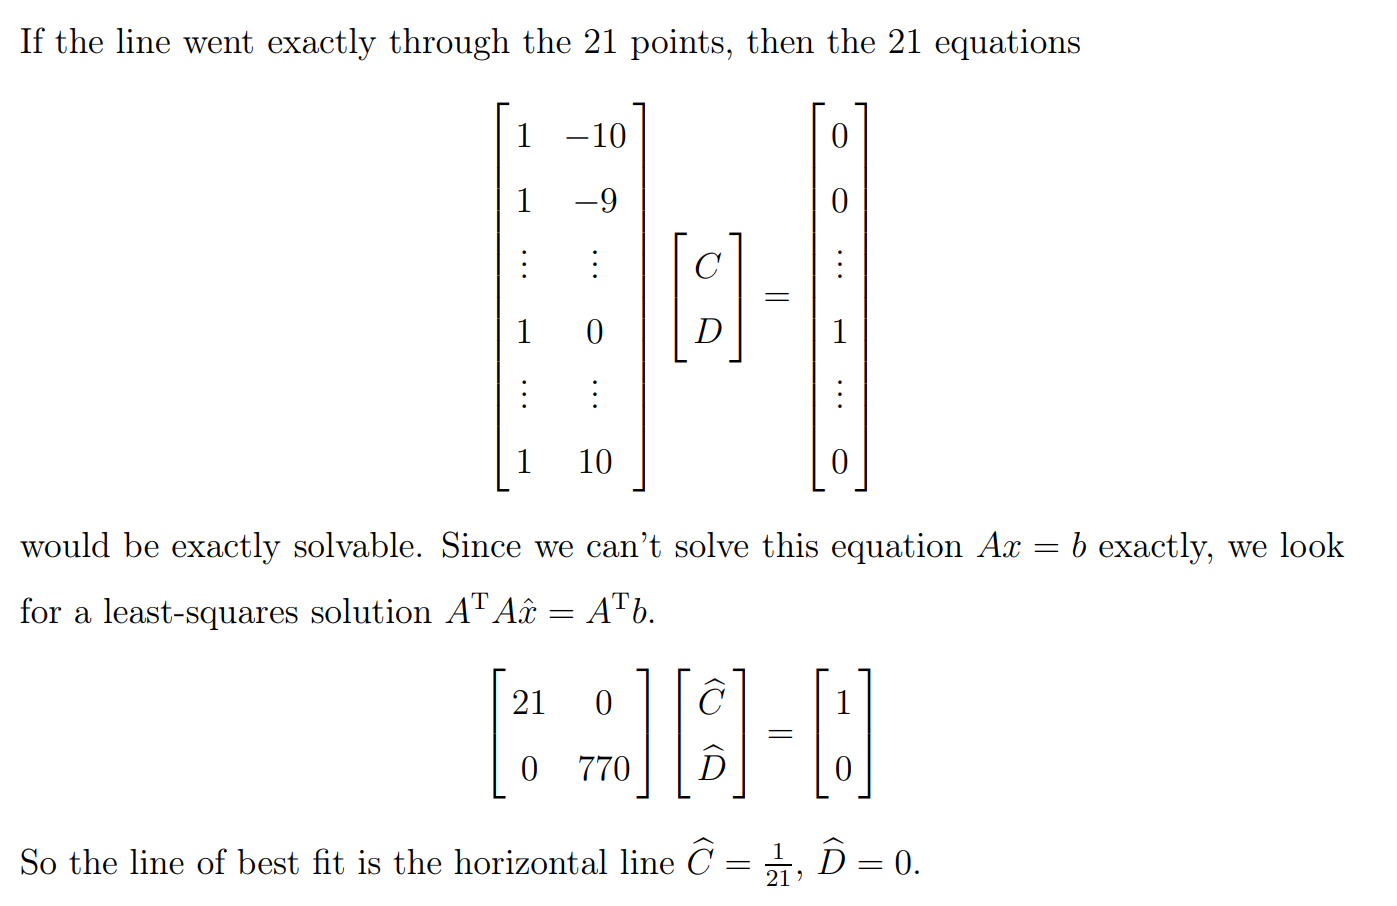 If the line went exactly through the 21 points, then the 21 equations
\begin{bmatrix} 1 & -10 \\ 1 & -9 \\ \vdots & \vdots \\ 1 & 0 \\ \vdots & \vdots \\ 1 & 10 \end{bmatrix} \begin{bmatrix} C \\ D \end{bmatrix} = \begin{bmatrix} 0 \\ 0 \\ \vdots \\ 1 \\ \vdots \\ 0 \end{bmatrix}
would be exactly solvable. Since we can't solve this equation $Ax = b$ exactly, we look
for a least-squares solution $A^{\mathrm{T}} A\hat{x} = A^{\mathrm{T}} b$.
\begin{bmatrix} 21 & 0 \\ 0 & 770 \end{bmatrix} \begin{bmatrix} \widehat{C} \\ \widehat{D} \end{bmatrix} = \begin{bmatrix} 1 \\ 0 \end{bmatrix}
So the line of best fit is the horizontal line $\widehat{C} = \frac{1}{21}$, $\widehat{D} = 0$.